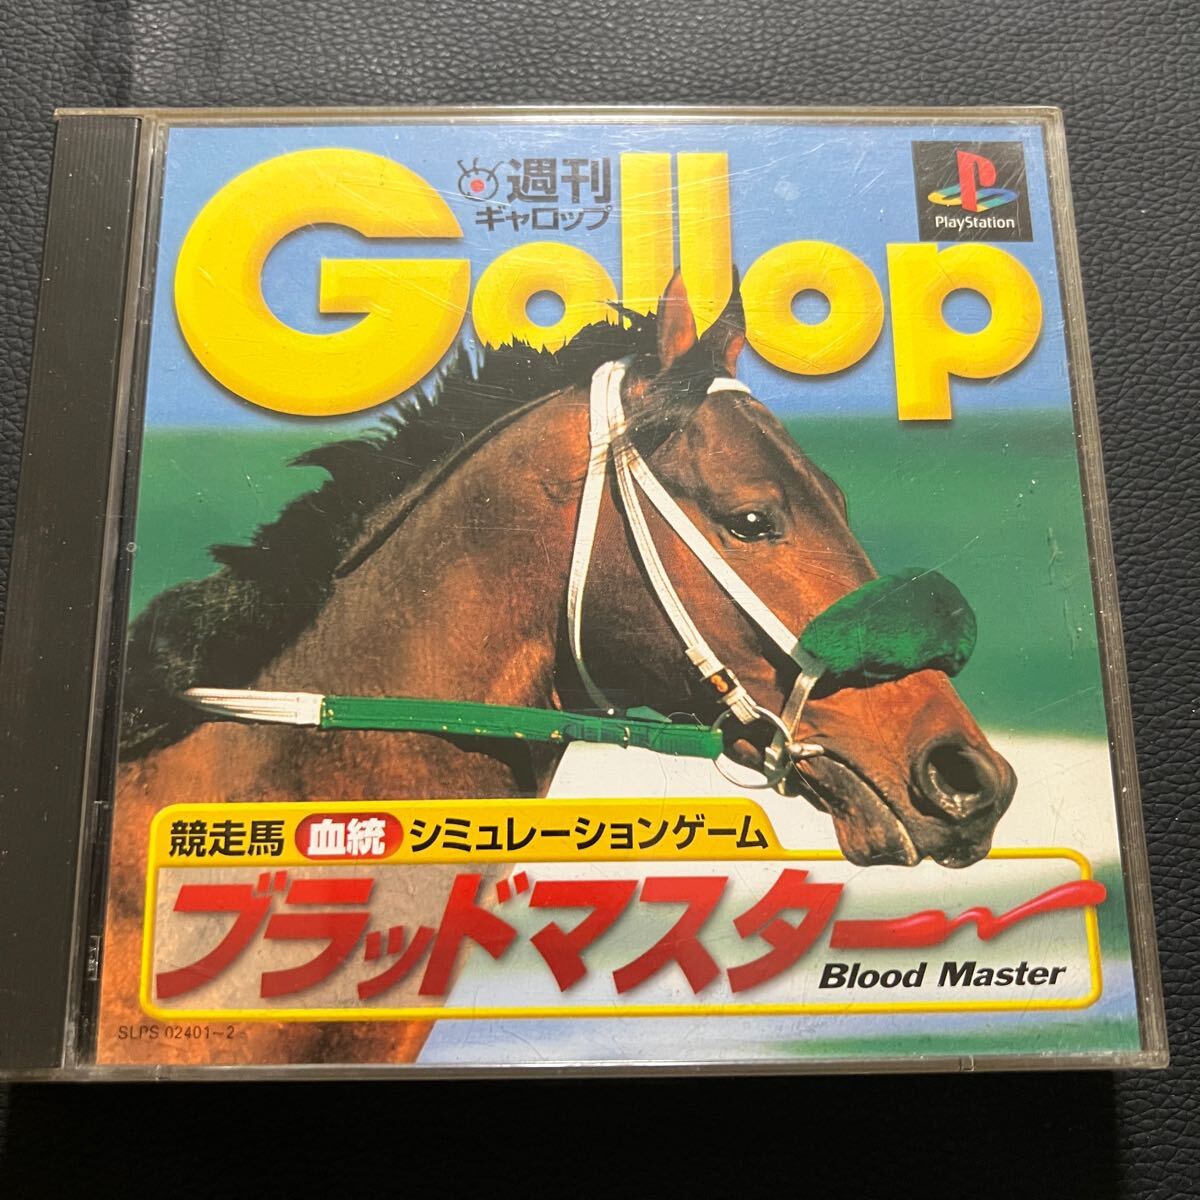 週刊
ギャロップ
Gallop
PlayStation
競走馬 血統 シミュレーションゲーム
ブラッドマスター
Blood Master
SLPS 02401~2
3